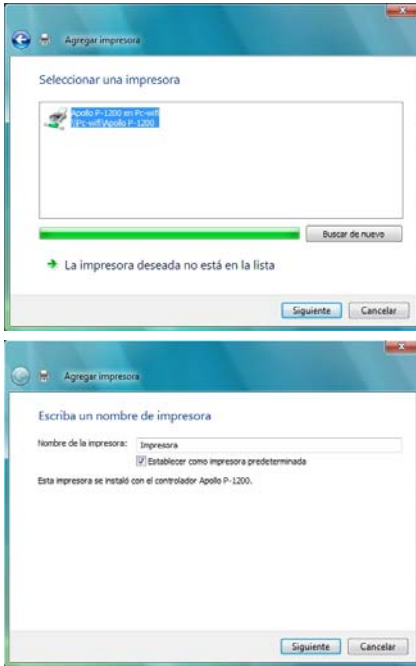 Agregar impresora
Seleccionar una impresora
Apollo P-1200 en Pc-wifi
\\Pc-wifi\Apollo P-1200
Buscar de nuevo
La impresora deseada no está en la lista
Siguiente
Cancelar
Agregar impresora
Escriba un nombre de impresora
Nombre de la impresora:
Impresora
Establecer como impresora predeterminada
Esta impresora se instaló con el controlador Apollo P-1200.
Siguiente
Cancelar